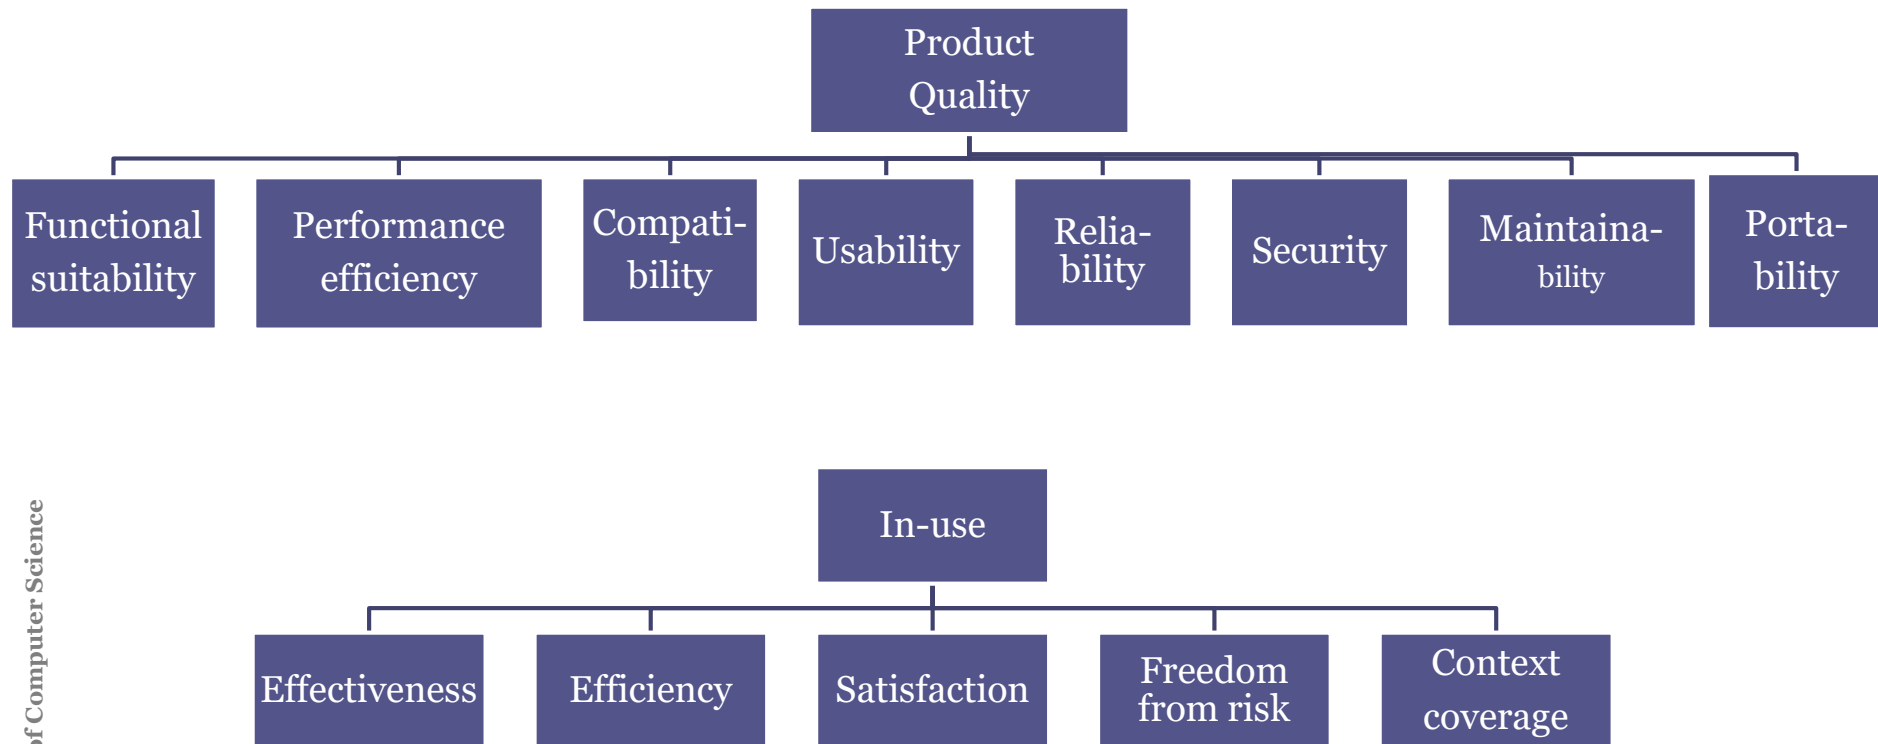 Product
Quality
Functional
suitability
Performance
efficiency
Compati-
bility
Usability
Relia-
bility
Security
Maintaina-
bility
Porta-
bility
In-use
Effectiveness
Efficiency
Satisfaction
Freedom
from risk
Context
coverage
of Computer Science